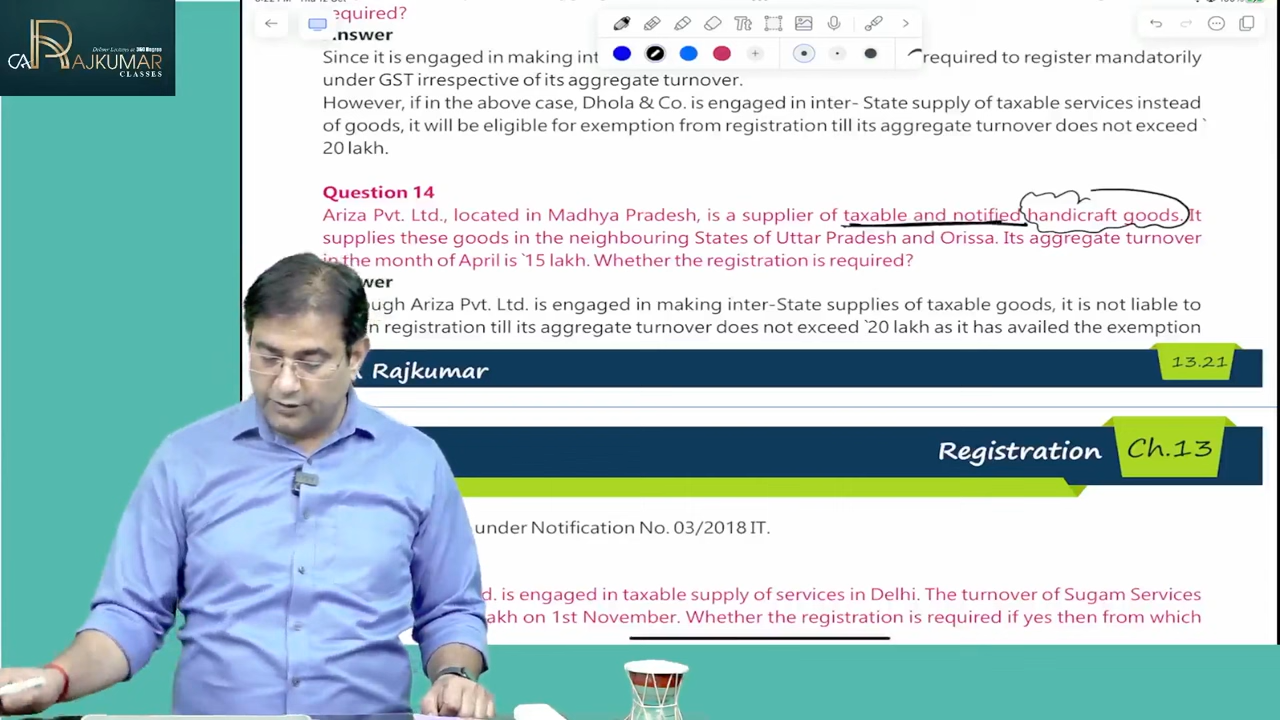 Deliver Lectures at 360 Degree
CA RAJKUMAR
CLASSES
equired?
nswer
Since it is engaged in making int required to register mandatorily
under GST irrespective of its aggregate turnover.
However, if in the above case, Dhola & Co. is engaged in inter- State supply of taxable services instead
of goods, it will be eligible for exemption from registration till its aggregate turnover does not exceed `
20 lakh.
Question 14
Ariza Pvt. Ltd., located in Madhya Pradesh, is a supplier of taxable and notified handicraft goods. It
supplies these goods in the neighbouring States of Uttar Pradesh and Orissa. Its aggregate turnover
in the month of April is `15 lakh. Whether the registration is required?
wer
ugh Ariza Pvt. Ltd. is engaged in making inter-State supplies of taxable goods, it is not liable to
n registration till its aggregate turnover does not exceed `20 lakh as it has availed the exemption
Rajkumar
13.21
Registration Ch.13
under Notification No. 03/2018 IT.
d. is engaged in taxable supply of services in Delhi. The turnover of Sugam Services
akh on 1st November. Whether the registration is required if yes then from which